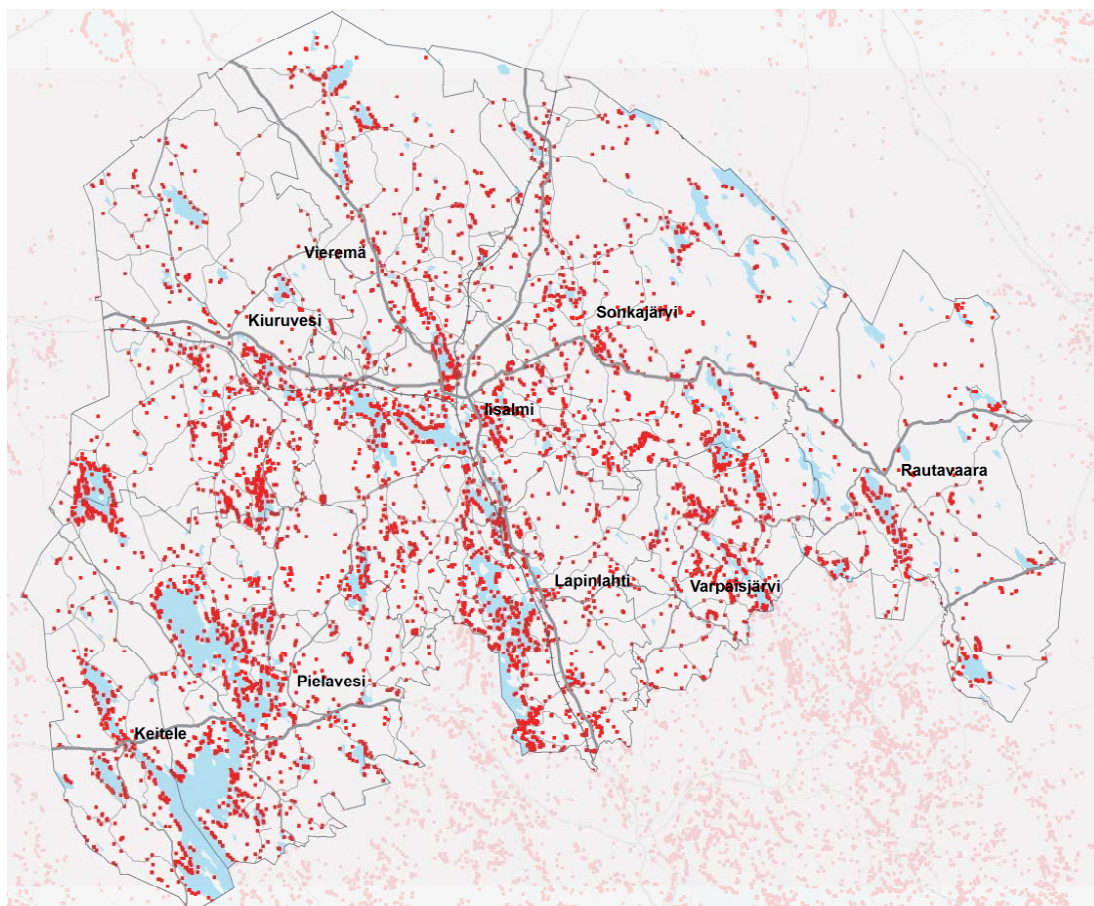 Vieremä
Sonkajärvi
Kiuruvesi
Iisalmi
Rautavaara
Lapinlahti
Varpaisjärvi
Pielavesi
Keitele